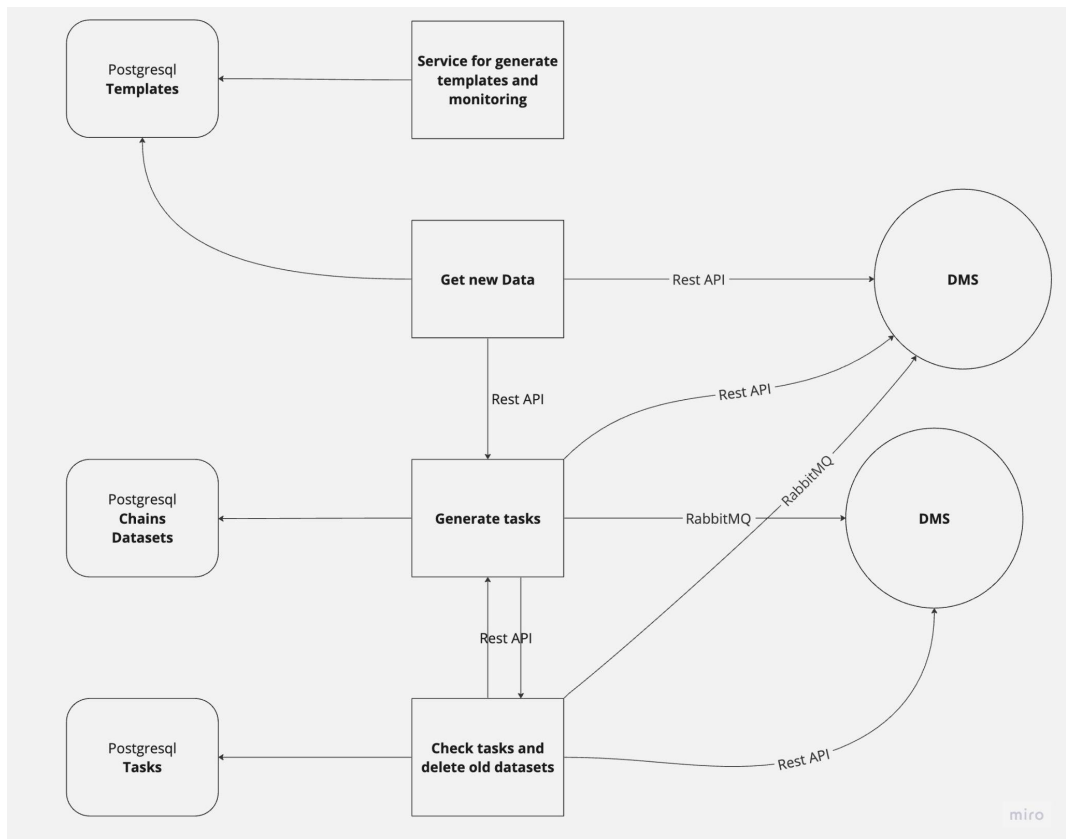 Postgresql
Templates
Service for generate
templates and
monitoring
Get new Data
Rest API
DMS
Rest API
Rest API
RabbitMQ
Postgresql
Chains
Datasets
Generate tasks
RabbitMQ
DMS
Rest API
Postgresql
Tasks
Check tasks and
delete old datasets
Rest API
miro